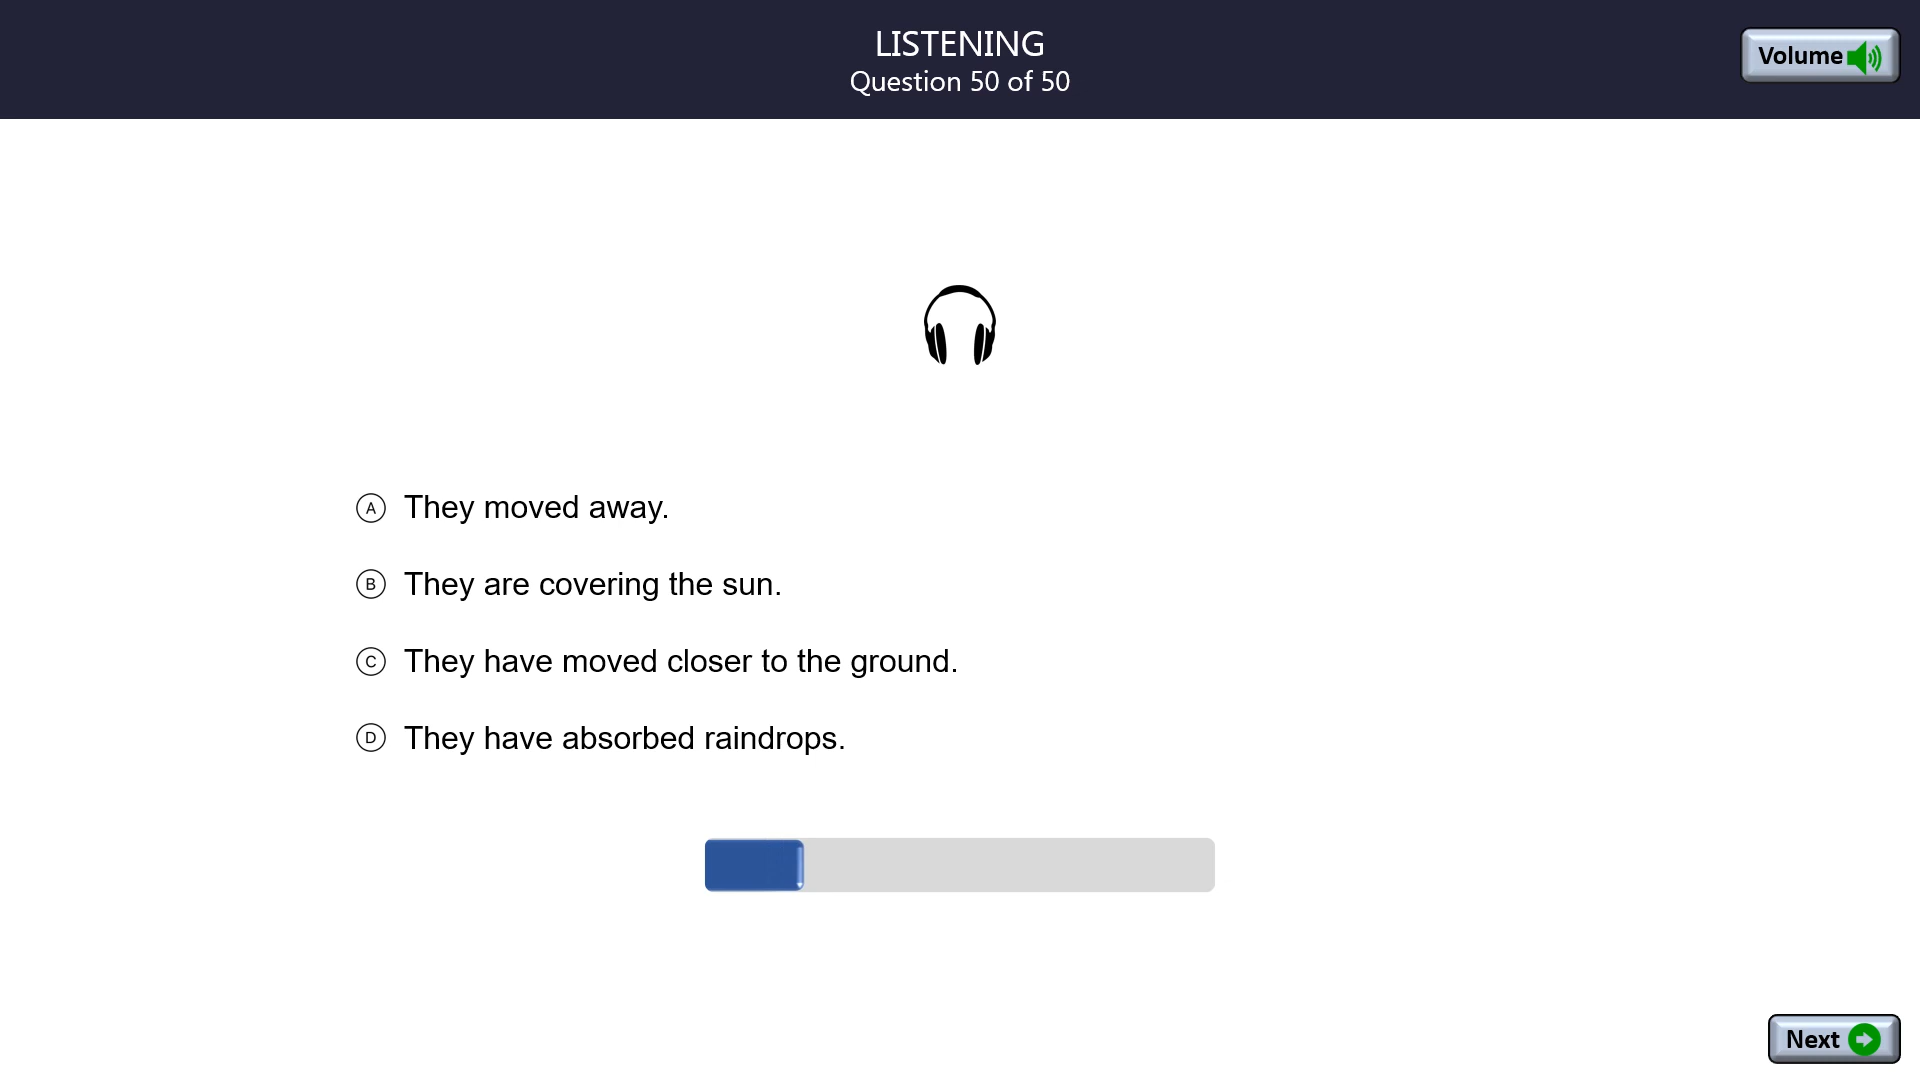 LISTENING
Question 50 of 50
Volume
A They moved away.
B They are covering the sun.
C They have moved closer to the ground.
D They have absorbed raindrops.
Next